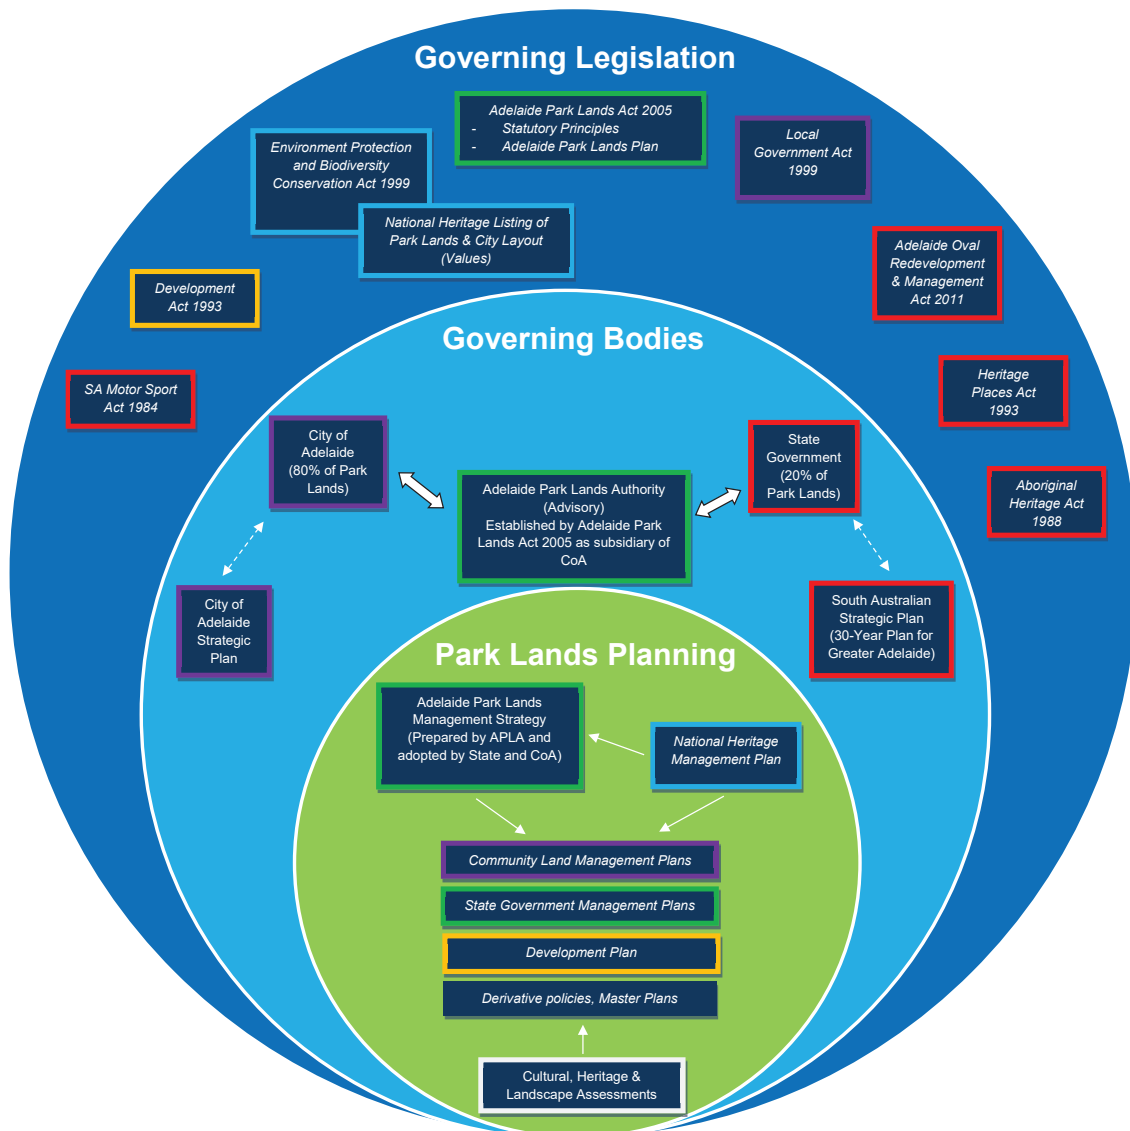 Governing Legislation
Adelaide Park Lands Act 2005
- Statutory Principles
- Adelaide Park Lands Plan
Local
Government Act
1999
Environment Protection
and Biodiversity
Conservation Act 1999
National Heritage Listing of
Park Lands & City Layout
(Values)
Adelaide Oval
Redevelopment
& Management
Act 2011
Development
Act 1993
SA Motor Sport
Act 1984
Heritage
Places Act
1993
Aboriginal
Heritage Act
1988
Governing Bodies
City of
Adelaide
(80% of Park
Lands)
Adelaide Park Lands Authority
(Advisory)
Established by Adelaide Park
Lands Act 2005 as subsidiary of
CoA
State
Government
(20% of
Park Lands)
City of
Adelaide
Strategic
Plan
South Australian
Strategic Plan
(30-Year Plan for
Greater Adelaide)
Park Lands Planning
Adelaide Park Lands
Management Strategy
(Prepared by APLA and
adopted by State and CoA)
National Heritage
Management Plan
Community Land Management Plans
State Government Management Plans
Development Plan
Derivative policies, Master Plans
Cultural, Heritage &
Landscape Assessments